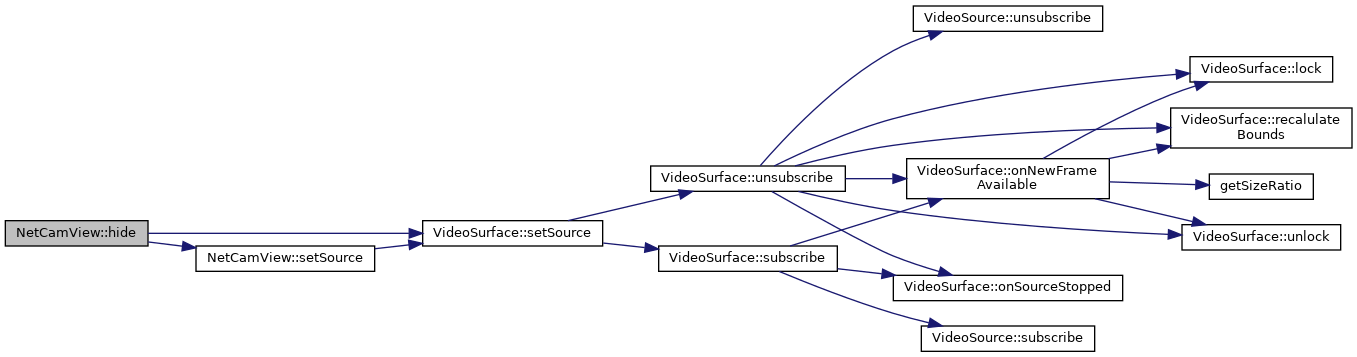 NetCamView::hide
NetCamView::setSource
VideoSurface::setSource
VideoSurface::unsubscribe
VideoSurface::subscribe
VideoSource::unsubscribe
VideoSurface::onNewFrame
Available
VideoSurface::onSourceStopped
VideoSource::subscribe
VideoSurface::lock
VideoSurface::recalulate
Bounds
getSizeRatio
VideoSurface::unlock